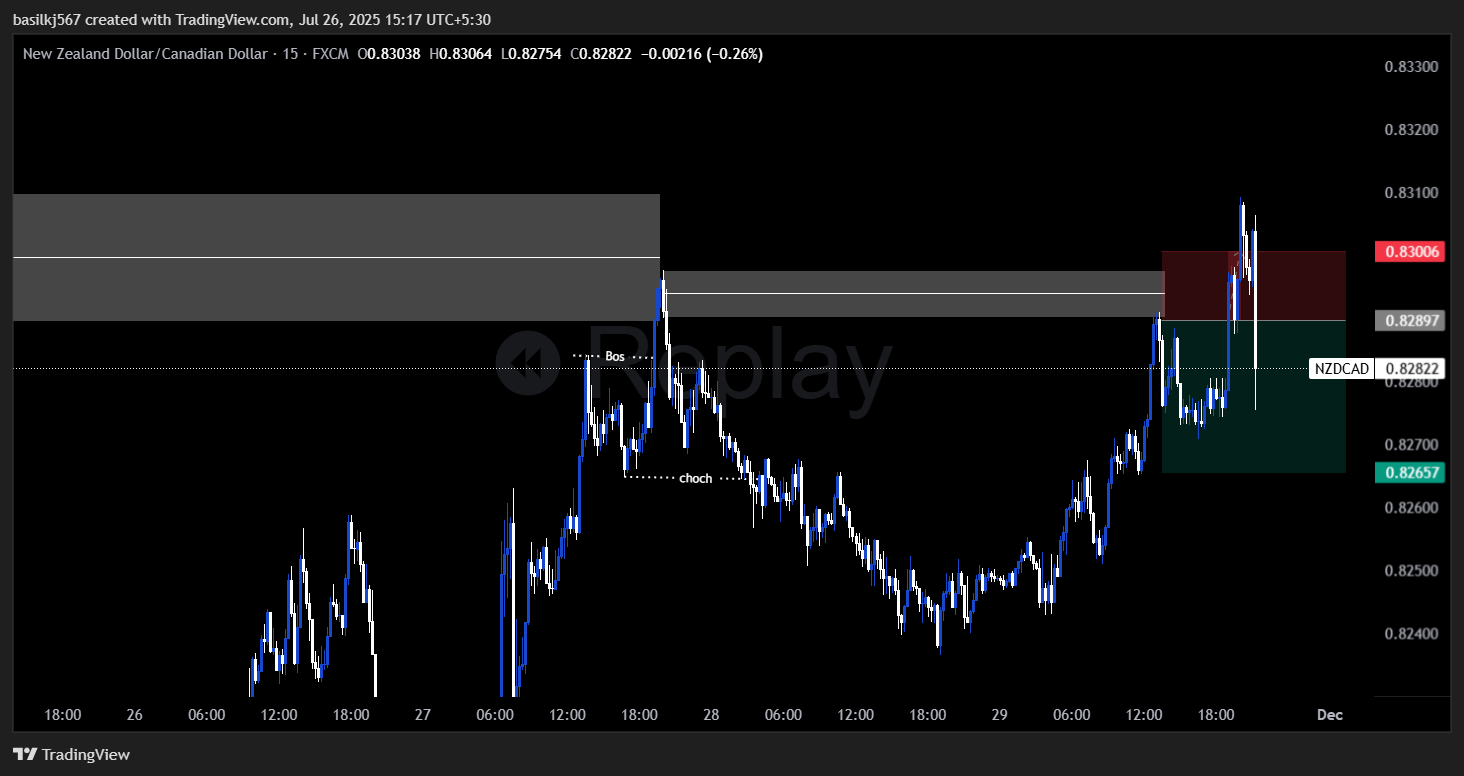 basilkj567 created with TradingView.com, Jul 26, 2025 15:17 UTC+5:30
New Zealand Dollar/Canadian Dollar · 15 · FXCM O0.83038 H0.83064 L0.82754 C0.82822 −0.00216 (−0.26%)
0.83300
0.83200
0.83100
0.83006
0.82897
Replay
Bos
NZDCAD 0.82822
0.82800
0.82700
choch
0.82657
0.82600
0.82500
0.82400
18:00 26 06:00 12:00 18:00 27 06:00 12:00 18:00 28 06:00 12:00 18:00 29 06:00 12:00 18:00 Dec
TradingView